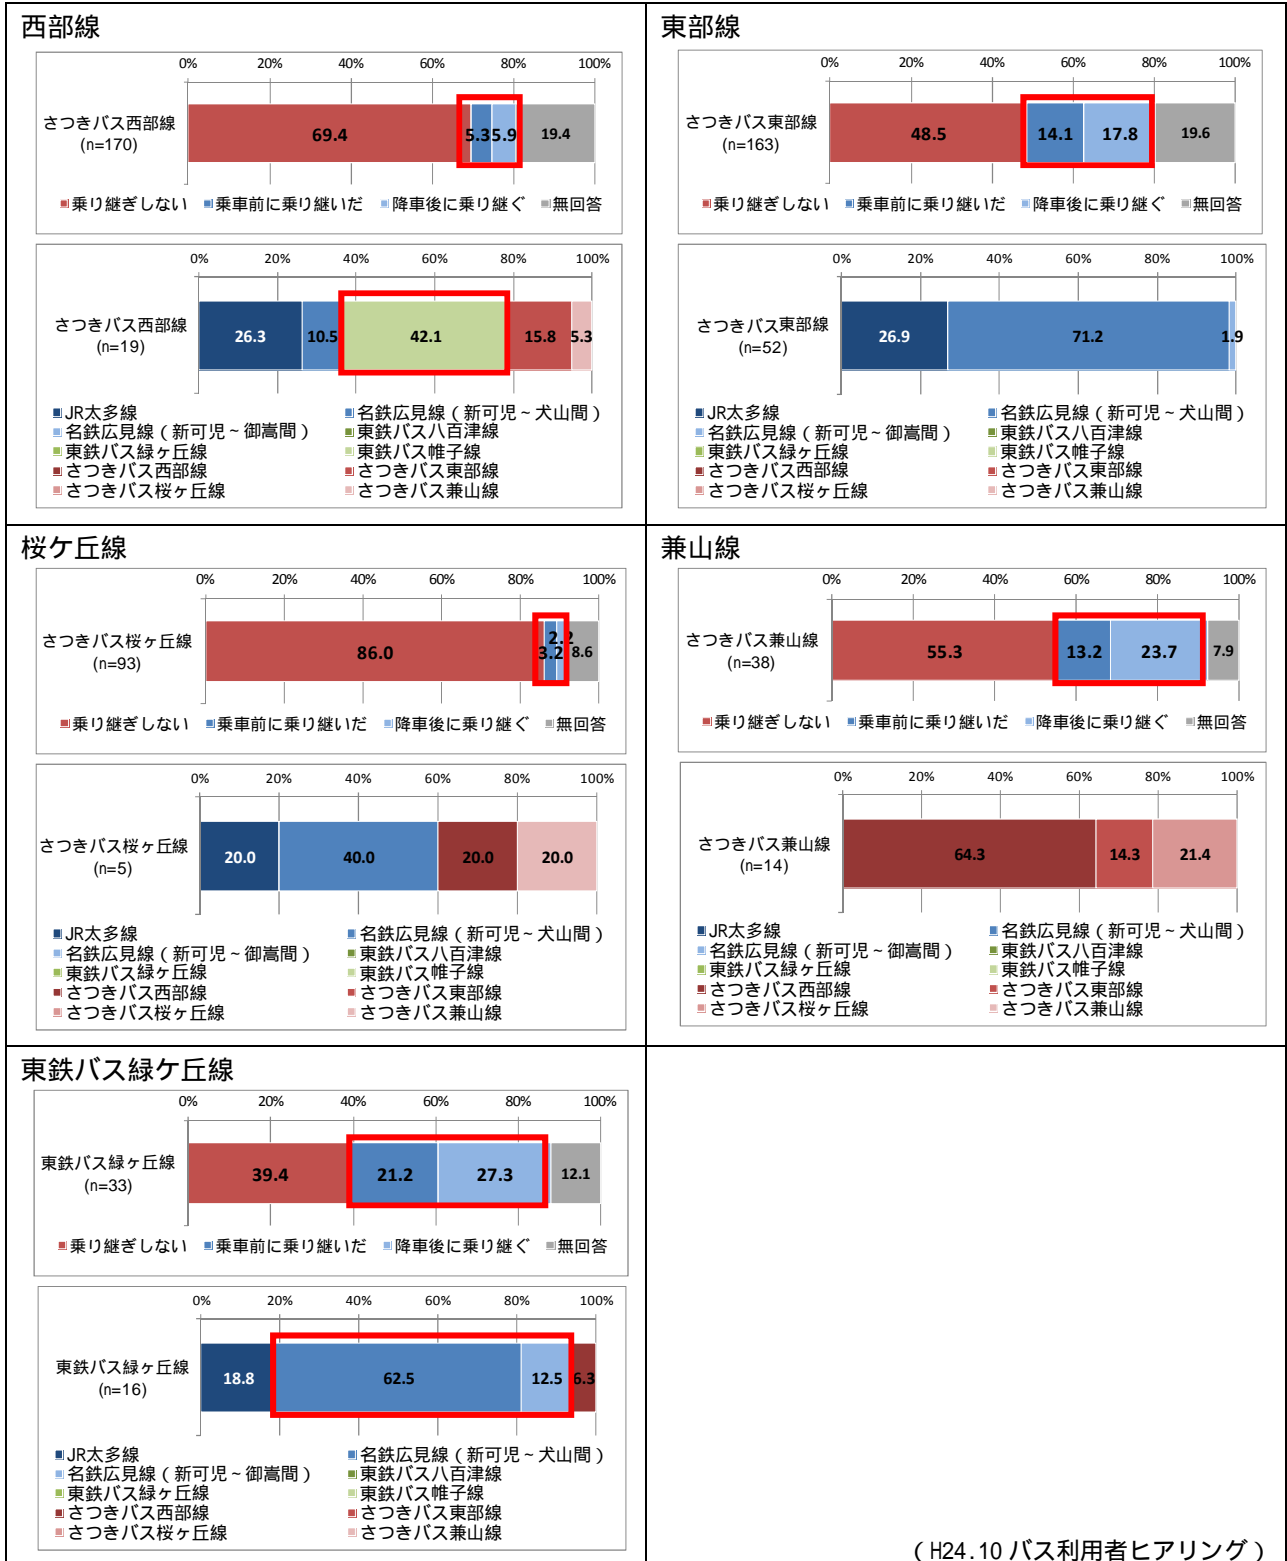 西部線
0% 20% 40% 60% 80% 100%
さつきバス西部線
(n=170)
69.4 5.3 5.9 19.4
■乗り継ぎしない ■乗車前に乗り継いだ ■降車後に乗り継ぐ ■無回答
0% 20% 40% 60% 80% 100%
さつきバス西部線
(n=19)
26.3 10.5 42.1 15.8 5.3
■JR太多線 ■名鉄広見線（新可児～犬山間）
■名鉄広見線（新可児～御嵩間） ■東鉄バス八百津線
■東鉄バス緑ヶ丘線 ■東鉄バス帷子線
■さつきバス西部線 ■さつきバス東部線
■さつきバス桜ヶ丘線 ■さつきバス兼山線
東部線
0% 20% 40% 60% 80% 100%
さつきバス東部線
(n=163)
48.5 14.1 17.8 19.6
■乗り継ぎしない ■乗車前に乗り継いだ ■降車後に乗り継ぐ ■無回答
0% 20% 40% 60% 80% 100%
さつきバス東部線
(n=52)
26.9 71.2 1.9
■JR太多線 ■名鉄広見線（新可児～犬山間）
■名鉄広見線（新可児～御嵩間） ■東鉄バス八百津線
■東鉄バス緑ヶ丘線 ■東鉄バス帷子線
■さつきバス西部線 ■さつきバス東部線
■さつきバス桜ヶ丘線 ■さつきバス兼山線
桜ケ丘線
0% 20% 40% 60% 80% 100%
さつきバス桜ヶ丘線
(n=93)
86.0 3.2 2.2 8.6
■乗り継ぎしない ■乗車前に乗り継いだ ■降車後に乗り継ぐ ■無回答
0% 20% 40% 60% 80% 100%
さつきバス桜ヶ丘線
(n=5)
20.0 40.0 20.0 20.0
■JR太多線 ■名鉄広見線（新可児～犬山間）
■名鉄広見線（新可児～御嵩間） ■東鉄バス八百津線
■東鉄バス緑ヶ丘線 ■東鉄バス帷子線
■さつきバス西部線 ■さつきバス東部線
■さつきバス桜ヶ丘線 ■さつきバス兼山線
兼山線
0% 20% 40% 60% 80% 100%
さつきバス兼山線
(n=38)
55.3 13.2 23.7 7.9
■乗り継ぎしない ■乗車前に乗り継いだ ■降車後に乗り継ぐ ■無回答
0% 20% 40% 60% 80% 100%
さつきバス兼山線
(n=14)
64.3 14.3 21.4
■JR太多線 ■名鉄広見線（新可児～犬山間）
■名鉄広見線（新可児～御嵩間） ■東鉄バス八百津線
■東鉄バス緑ヶ丘線 ■東鉄バス帷子線
■さつきバス西部線 ■さつきバス東部線
■さつきバス桜ヶ丘線 ■さつきバス兼山線
東鉄バス緑ケ丘線
0% 20% 40% 60% 80% 100%
東鉄バス緑ヶ丘線
(n=33)
39.4 21.2 27.3 12.1
■乗り継ぎしない ■乗車前に乗り継いだ ■降車後に乗り継ぐ ■無回答
0% 20% 40% 60% 80% 100%
東鉄バス緑ヶ丘線
(n=16)
18.8 62.5 12.5 6.3
■JR太多線 ■名鉄広見線（新可児～犬山間）
■名鉄広見線（新可児～御嵩間） ■東鉄バス八百津線
■東鉄バス緑ヶ丘線 ■東鉄バス帷子線
■さつきバス西部線 ■さつきバス東部線
■さつきバス桜ヶ丘線 ■さつきバス兼山線
（H24.10 バス利用者ヒアリング）